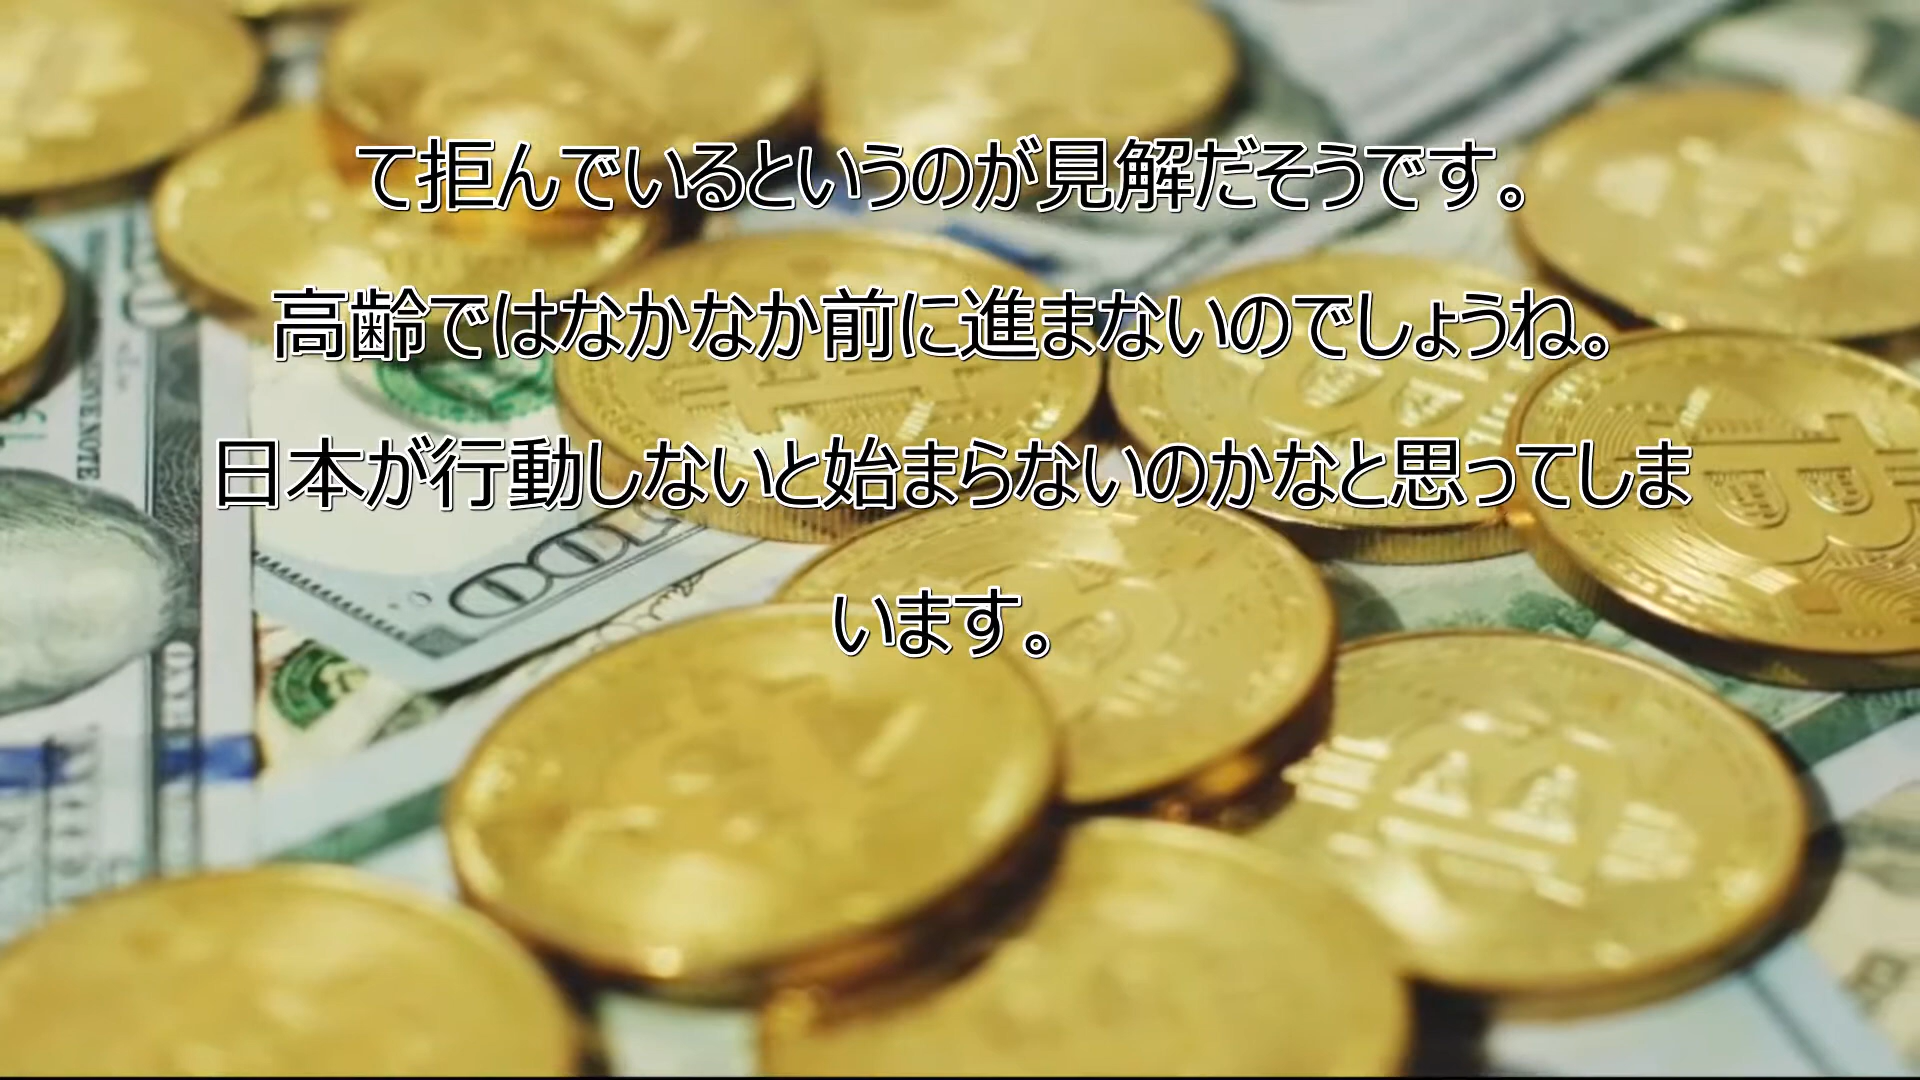 て拒んでいるというのが見解だそうです。
高齢ではなかなか前に進まないのでしょうね。
日本が行動しないと始まらないのかなと思ってしま
います。